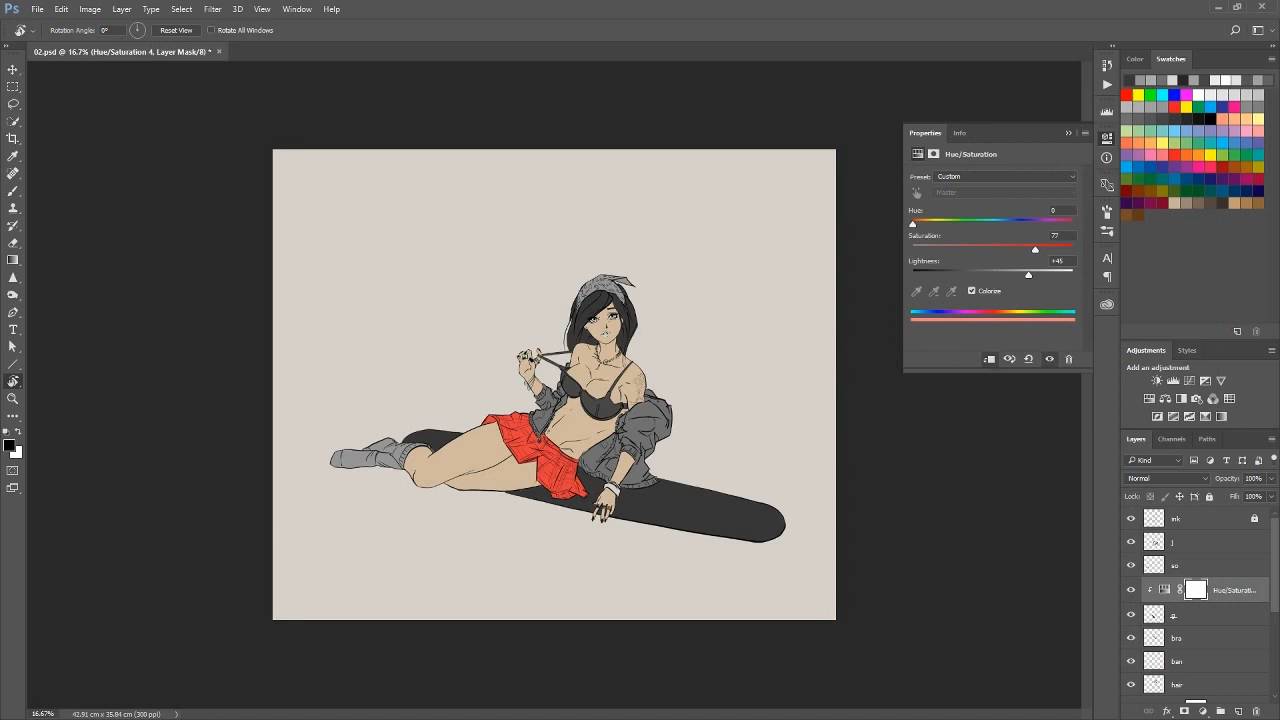 Ps File Edit Image Layer Type Select Filter 3D View Window Help
Rotation Angle: 0° Reset View Rotate All Windows
02.psd @ 16.7% (Hue/Saturation 4, Layer Mask/8) * ×
Color Swatches
Properties Info
Hue/Saturation
Preset: Custom
Master
Hue: 0
Saturation: 77
Lightness: +45
Colorize
Adjustments Styles
Add an adjustment
Layers Channels Paths
Kind
Normal Opacity: 100%
Lock: Fill: 100%
ink
j
so
Hue/Saturati...
bra
ban
hair
16.67% 42.91 cm x 35.84 cm (300 ppi)